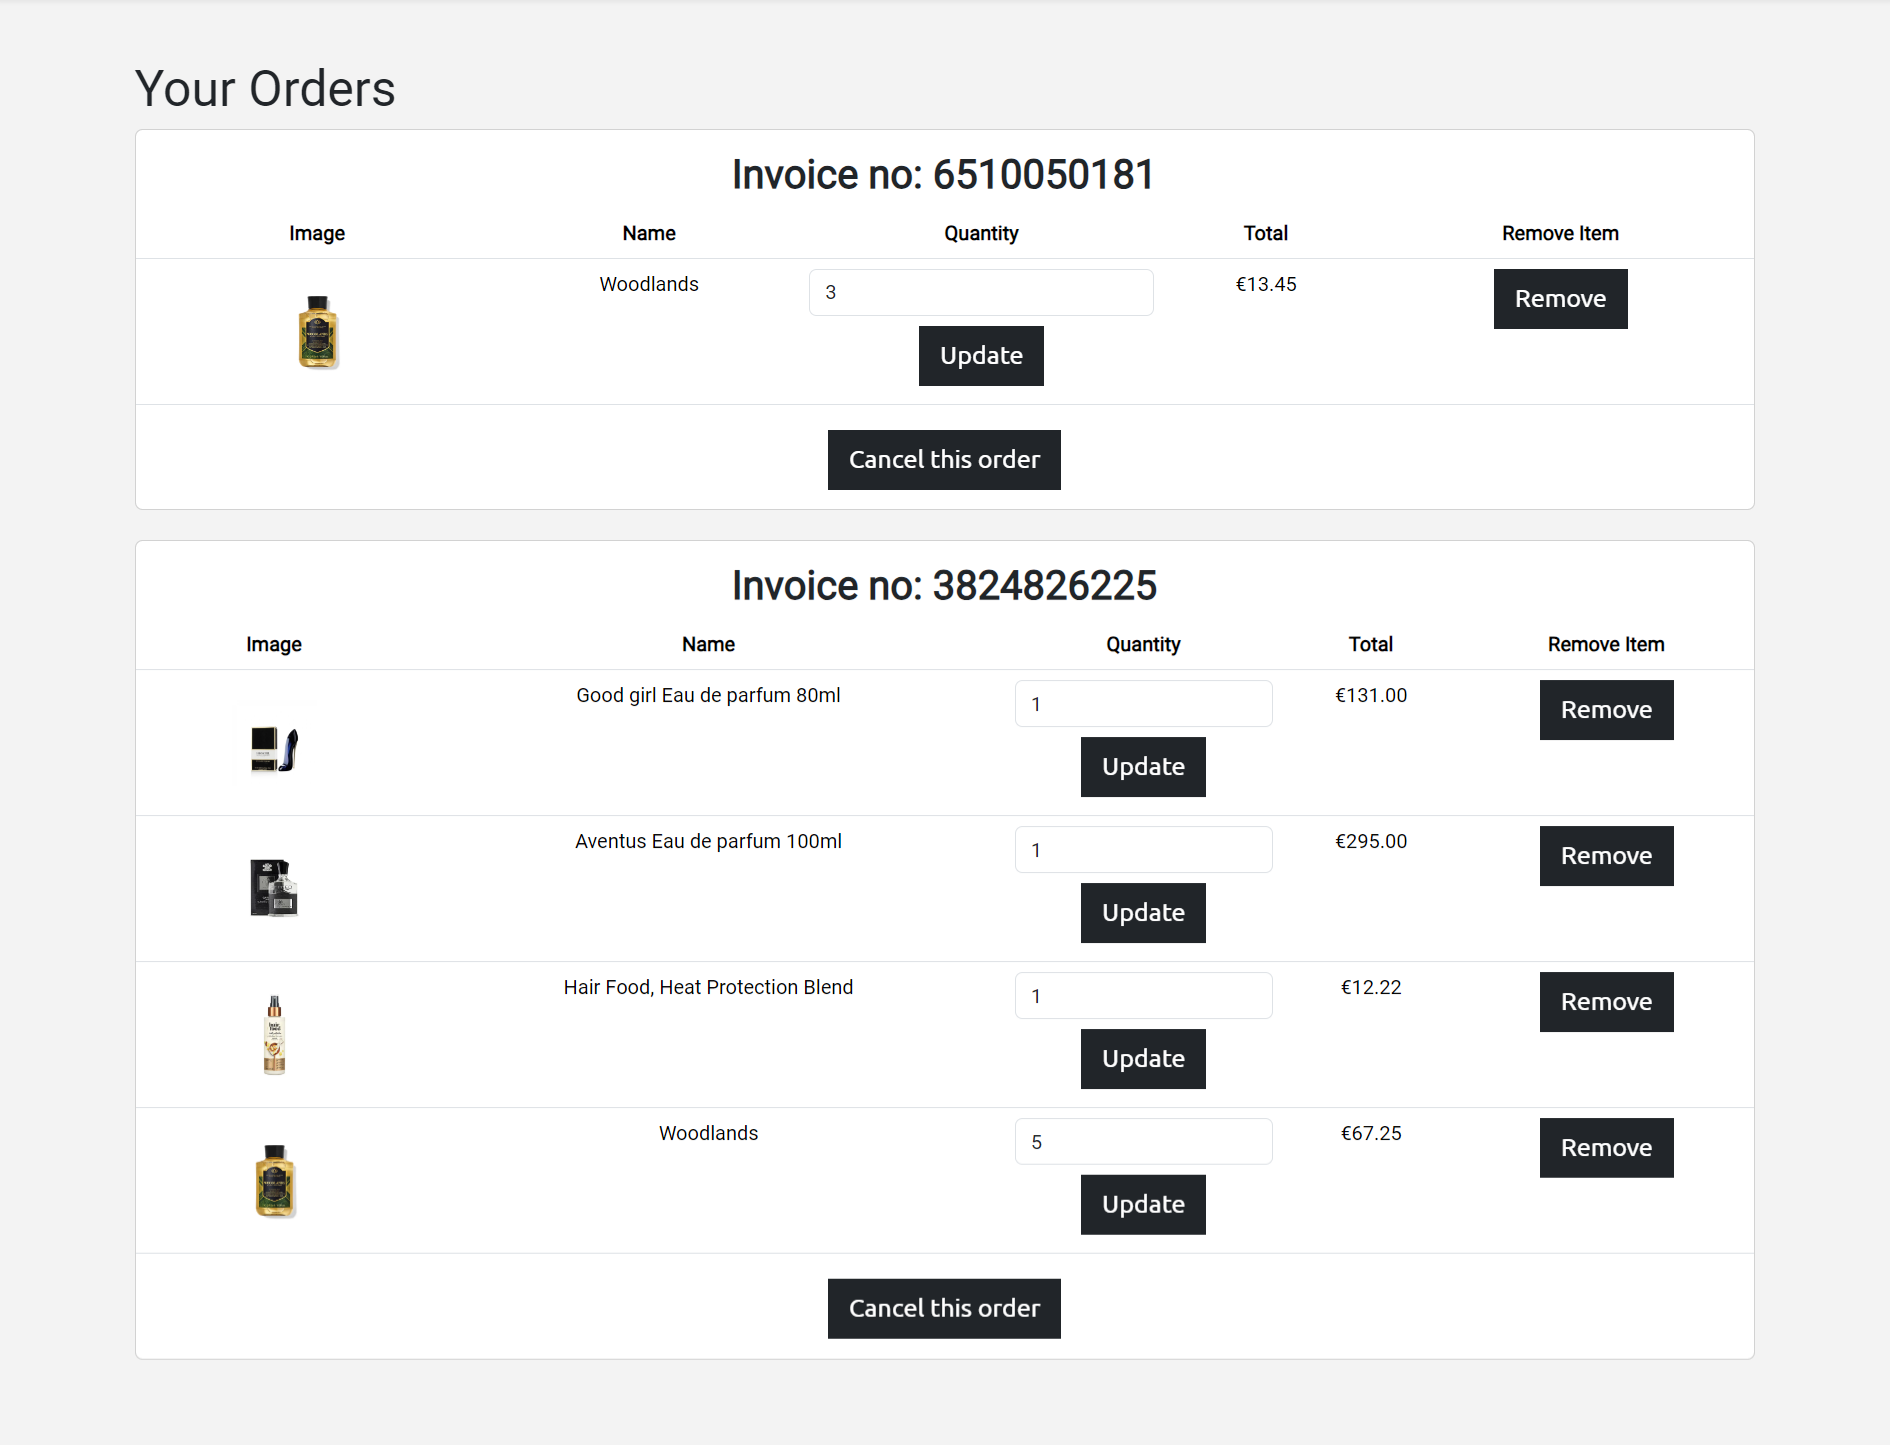 Your Orders
Invoice no: 6510050181
Image Name Quantity Total Remove Item
Woodlands 3 €13.45 Remove
Update
Cancel this order
Invoice no: 3824826225
Image Name Quantity Total Remove Item
Good girl Eau de parfum 80ml 1 €131.00 Remove
Update
Aventus Eau de parfum 100ml 1 €295.00 Remove
Update
Hair Food, Heat Protection Blend 1 €12.22 Remove
Update
Woodlands 5 €67.25 Remove
Update
Cancel this order